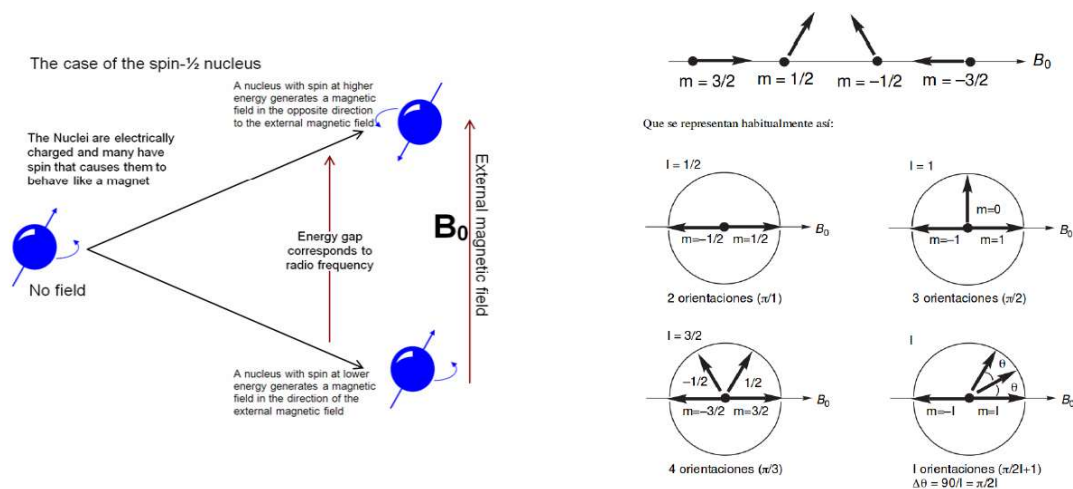 The case of the spin-½ nucleus
A nucleus with spin at higher
energy generates a magnetic
field in the opposite direction
to the external magnetic field
The Nuclei are electrically
charged and many have
spin that causes them to
behave like a magnet
No field
Energy gap
corresponds to
radio frequency
B₀
External magnetic field
A nucleus with spin at lower
energy generates a magnetic
field in the direction of the
external magnetic field
B₀
m = 3/2 m = 1/2 m = −1/2 m = −3/2
Que se representan habitualmente así:
I = 1/2
m=−1/2 m=1/2 B₀
2 orientaciones (π/1)
I = 1
m=0
m=−1 m=1 B₀
3 orientaciones (π/2)
I = 3/2
−1/2 1/2
m=−3/2 m=3/2 B₀
4 orientaciones (π/3)
I
θ
θ
m=−I m=I B₀
I orientaciones (π/2I+1)
Δθ = 90/I = π/2I